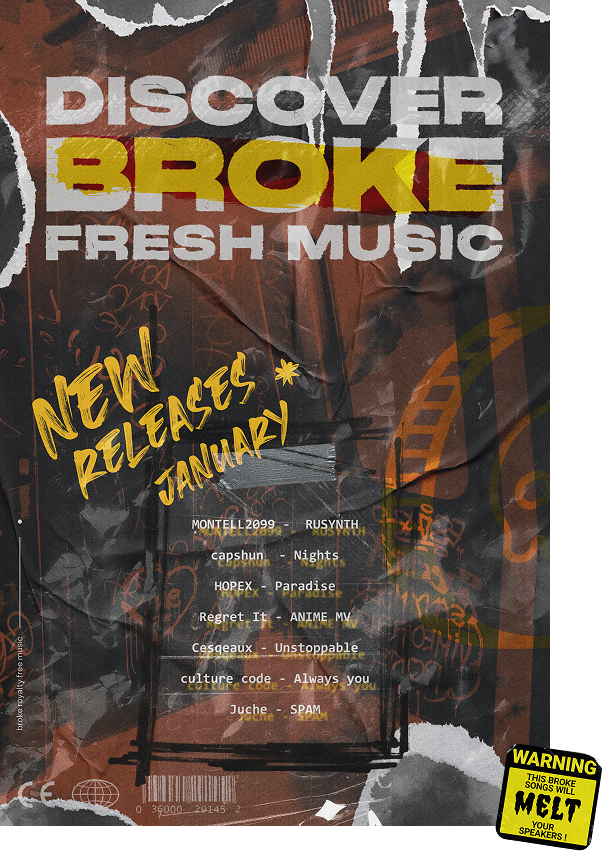 DISCOVER
BROKE
FRESH MUSIC
NEW
RELEASES *
JANUARY
MONTELL2099 - RUSYNTH
capshun - Nights
HOPEX - Paradise
Regret It - ANIME MV
Cesqeaux - Unstoppable
culture code - Always you
Juche - SPAM
broke royalty free music
CE
0 36000 29145 2
WARNING
THIS BROKE
SONGS WILL
MELT
YOUR
SPEAKERS !